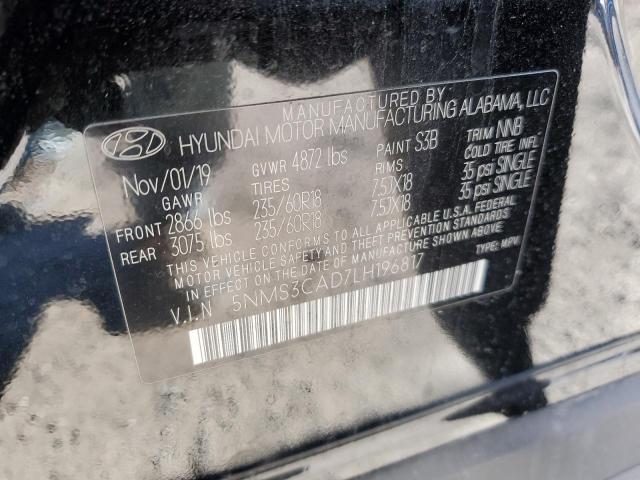 MANUFACTURED BY
HYUNDAI MOTOR MANUFACTURING ALABAMA, LLC
Nov/01/19 GVWR 4872 lbs PAINT S3B TRIM NNB
GAWR TIRES RIMS COLD TIRE INFL
FRONT 2866 lbs 235/60R18 7.5JX18 35 psi SINGLE
REAR 3075 lbs 235/60R18 7.5JX18 35 psi SINGLE
THIS VEHICLE CONFORMS TO ALL APPLICABLE U.S.A. FEDERAL
MOTOR VEHICLE SAFETY AND THEFT PREVENTION STANDARDS
IN EFFECT ON THE DATE OF MANUFACTURE SHOWN ABOVE.
V.I.N 5NMS3CAD7LH196817 TYPE: MPV